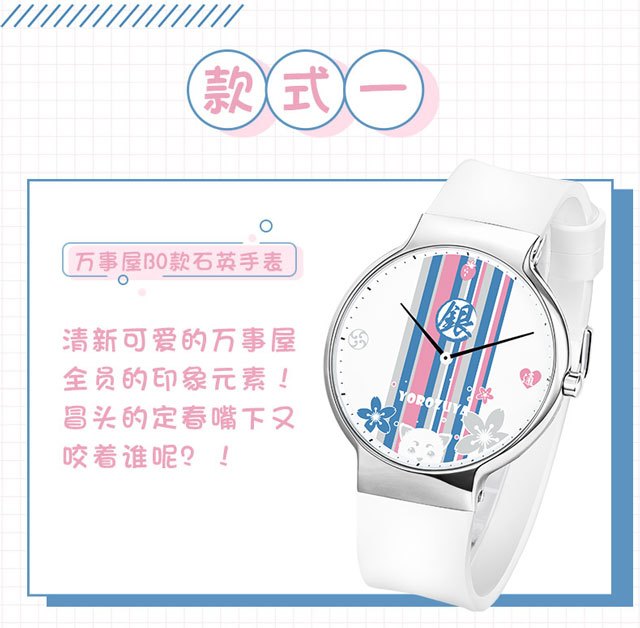 款式一
万事屋BO款石英手表
清新可爱的万事屋
全员的印象元素！
冒头的定春嘴下又
咬着谁呢？！
銀
YOROZUYA